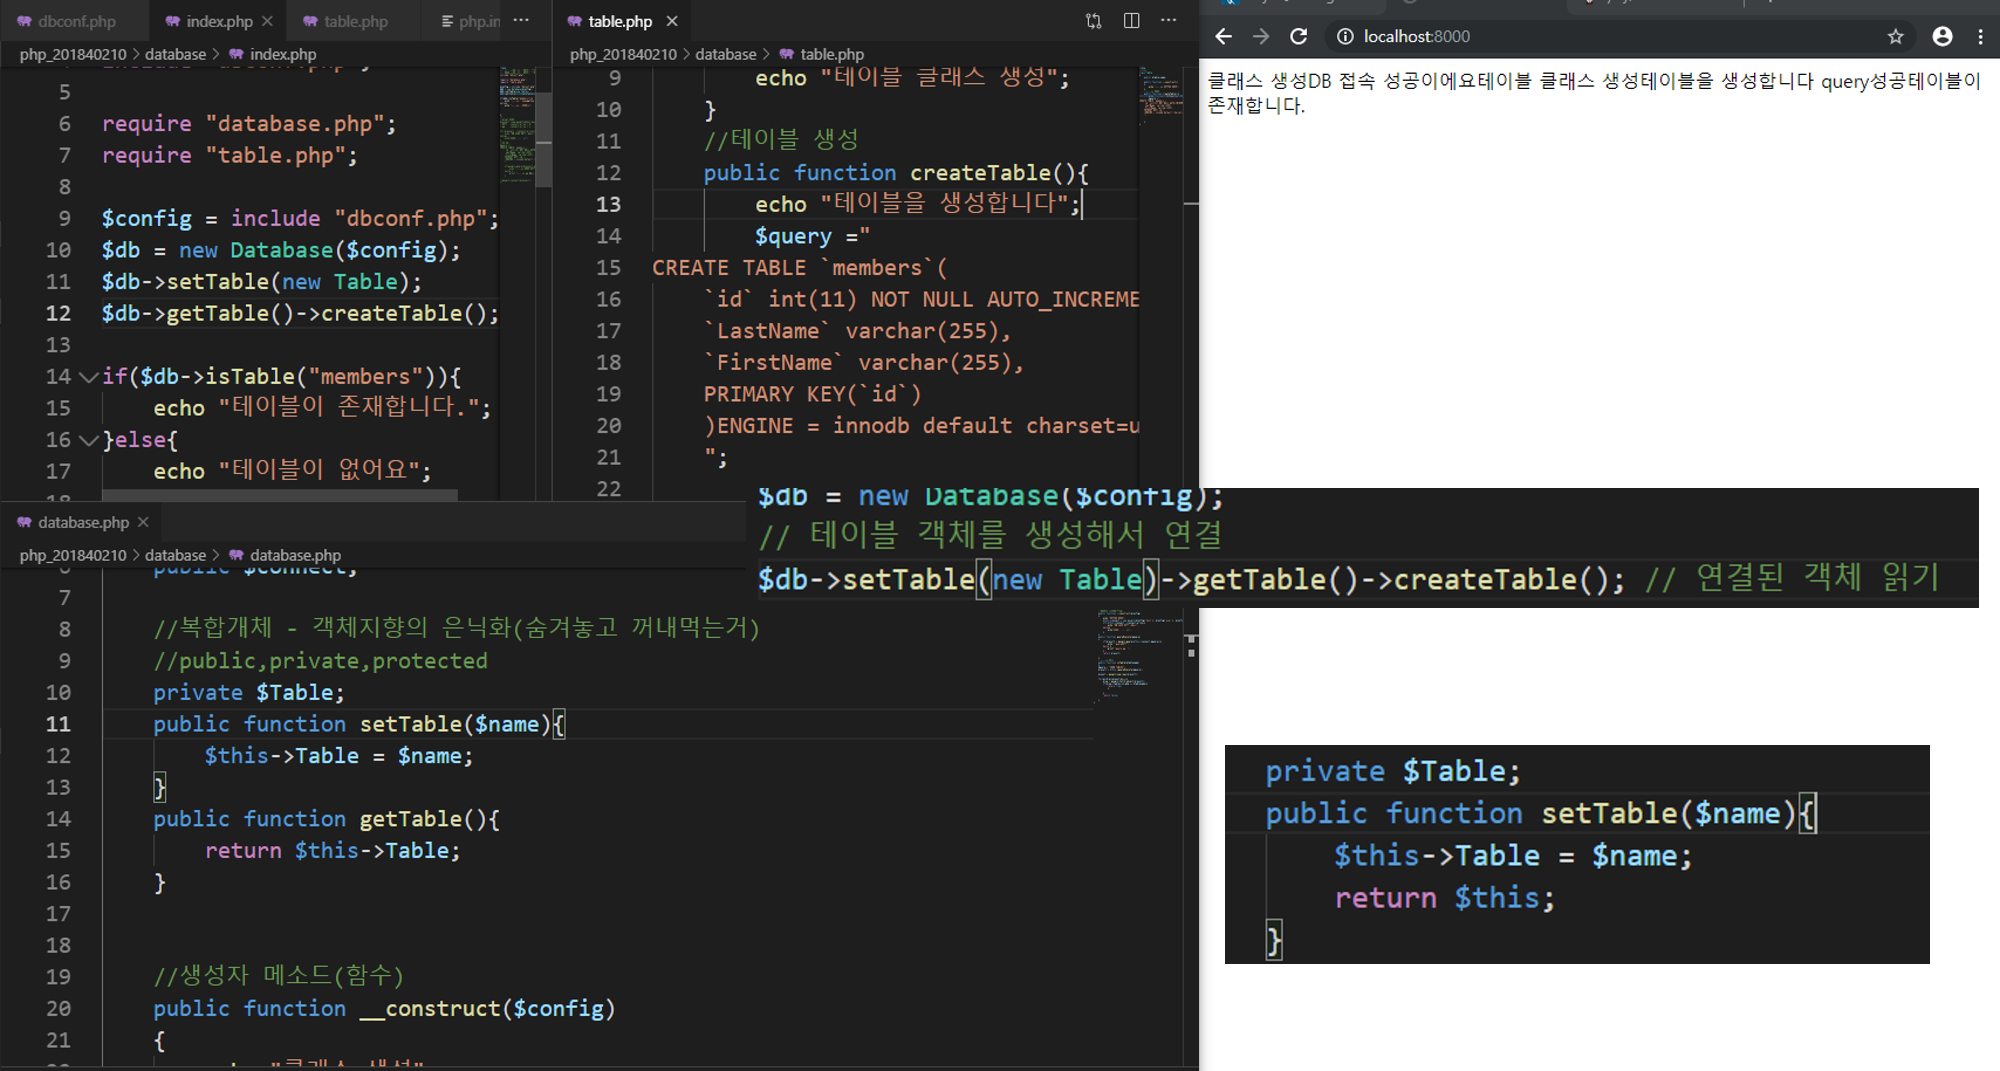 dbconf.php
index.php
table.php
php.in
table.php
localhost:8000
php_201840210 > database > index.php
php_201840210 > database > table.php
5
6 require "database.php";
7 require "table.php";
8
9 $config = include "dbconf.php";
10 $db = new Database($config);
11 $db->setTable(new Table);
12 $db->getTable()->createTable();
13
14 if($db->isTable("members")){
15 echo "테이블이 존재합니다.";
16 }else{
17 echo "테이블이 없어요";
18
9 echo "테이블 클래스 생성";
10 }
11 //테이블 생성
12 public function createTable(){
13 echo "테이블을 생성합니다";
14 $query ="
15 CREATE TABLE `members`(
16 `id` int(11) NOT NULL AUTO_INCREME
17 `LastName` varchar(255),
18 `FirstName` varchar(255),
19 PRIMARY KEY(`id`)
20 )ENGINE = innodb default charset=u
21 ";
22
클래스 생성DB 접속 성공이에요테이블 클래스 생성테이블을 생성합니다 query성공테이블이
존재합니다.
$db = new Database($config);
// 테이블 객체를 생성해서 연결
$db->setTable(new Table)->getTable()->createTable(); // 연결된 객체 읽기
database.php
php_201840210 > database > database.php
6 public $connect;
7
8 //복합개체 - 객체지향의 은닉화(숨겨놓고 꺼내먹는거)
9 //public,private,protected
10 private $Table;
11 public function setTable($name){
12 $this->Table = $name;
13 }
14 public function getTable(){
15 return $this->Table;
16 }
17
18
19 //생성자 메소드(함수)
20 public function __construct($config)
21 {
private $Table;
public function setTable($name){
$this->Table = $name;
return $this;
}